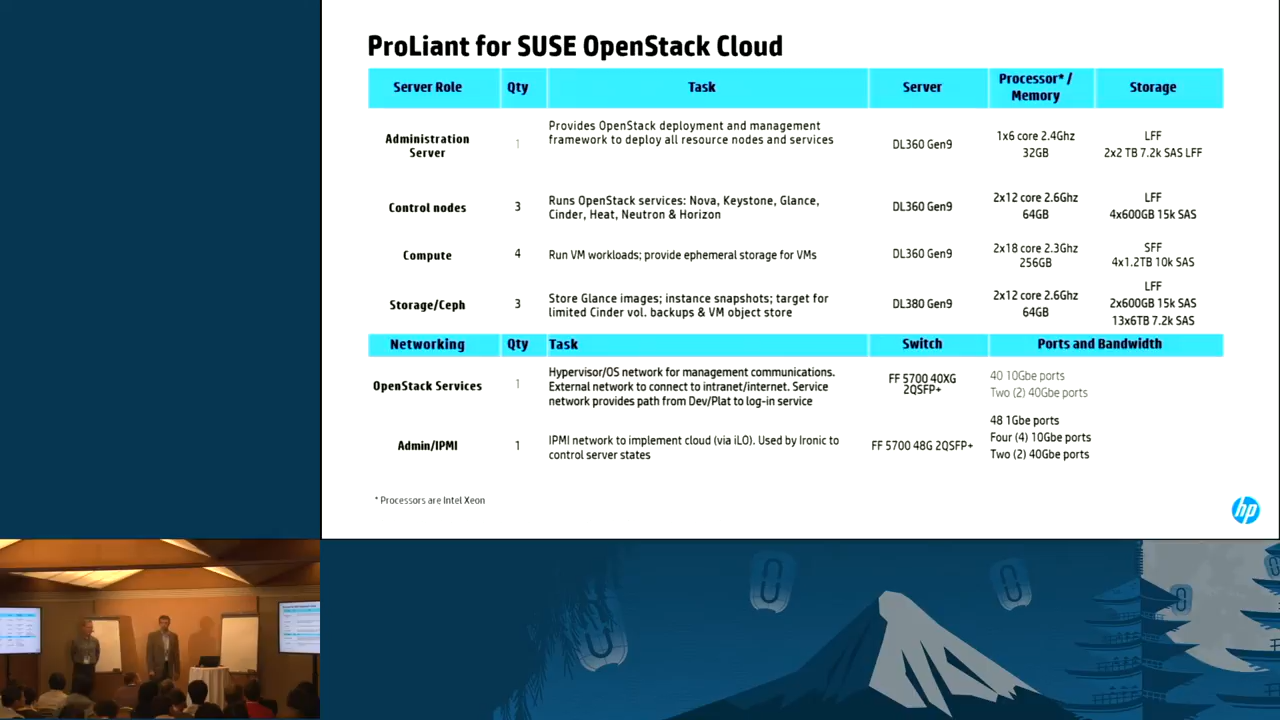 ProLiant for SUSE OpenStack Cloud
Server Role Qty Task Server Processor* / Memory Storage
Administration Server 1 Provides OpenStack deployment and management framework to deploy all resource nodes and services DL360 Gen9 1x6 core 2.4Ghz 32GB LFF 2x2 TB 7.2k SAS LFF
Control nodes 3 Runs OpenStack services: Nova, Keystone, Glance, Cinder, Heat, Neutron & Horizon DL360 Gen9 2x12 core 2.6Ghz 64GB LFF 4x600GB 15k SAS
Compute 4 Run VM workloads; provide ephemeral storage for VMs DL360 Gen9 2x18 core 2.3Ghz 256GB SFF 4x1.2TB 10k SAS
Storage/Ceph 3 Store Glance images; instance snapshots; target for limited Cinder vol. backups & VM object store DL380 Gen9 2x12 core 2.6Ghz 64GB LFF 2x600GB 15k SAS 13x6TB 7.2k SAS
Networking Qty Task Switch Ports and Bandwidth
OpenStack Services 1 Hypervisor/OS network for management communications. External network to connect to intranet/internet. Service network provides path from Dev/Plat to log-in service FF 5700 40XG 2QSFP+ 40 10Gbe ports Two (2) 40Gbe ports
Admin/IPMI 1 IPMI network to implement cloud (via iLO). Used by Ironic to control server states FF 5700 48G 2QSFP+ 48 1Gbe ports Four (4) 10Gbe ports Two (2) 40Gbe ports
* Processors are Intel Xeon
hp